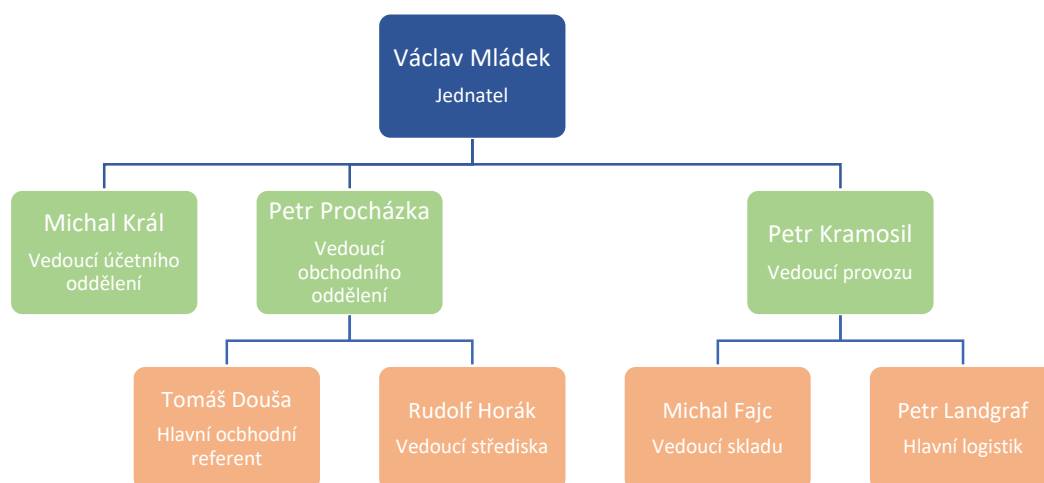 Václav Mládek
Jednatel
Michal Král
Vedoucí účetního
oddělení
Petr Procházka
Vedoucí
obchodního
oddělení
Petr Kramosil
Vedoucí provozu
Tomáš Douša
Hlavní ocbhodní
referent
Rudolf Horák
Vedoucí střediska
Michal Fajc
Vedoucí skladu
Petr Landgraf
Hlavní logistik